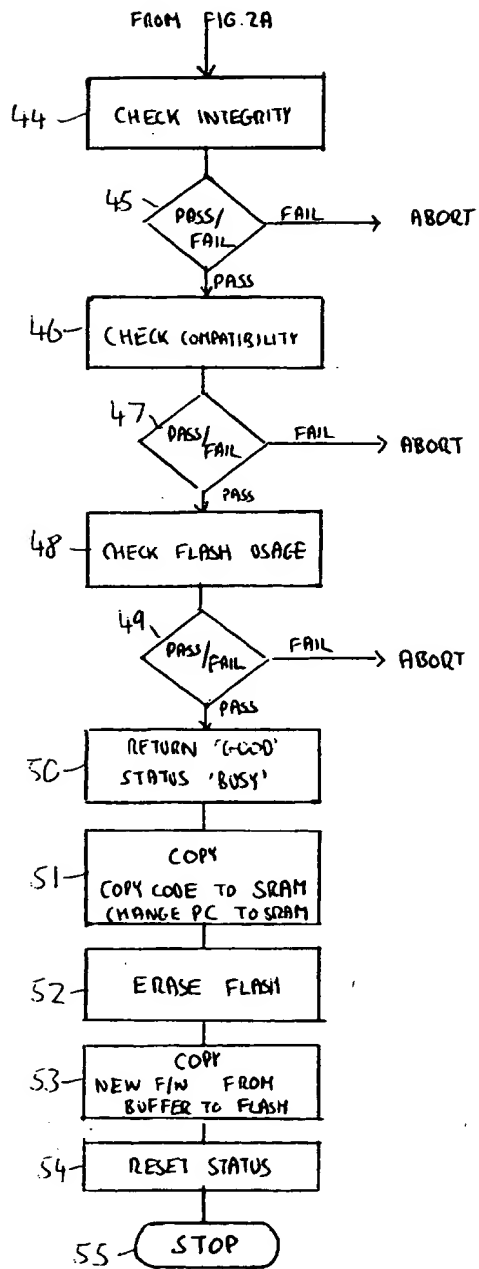 FROM FIG.2A
44
CHECK INTEGRITY
45
PASS/
FAIL
FAIL
ABORT
PASS
46
CHECK COMPATIBILITY
47
PASS/
FAIL
FAIL
ABORT
PASS
48
CHECK FLASH USAGE
49
PASS/
FAIL
FAIL
ABORT
PASS
50
RETURN 'GOOD'
STATUS 'BUSY'
51
COPY
COPY CODE TO SRAM
CHANGE PC TO SRAM
52
ERASE FLASH
53
COPY
NEW F/W FROM
BUFFER TO FLASH
54
RESET STATUS
55
STOP